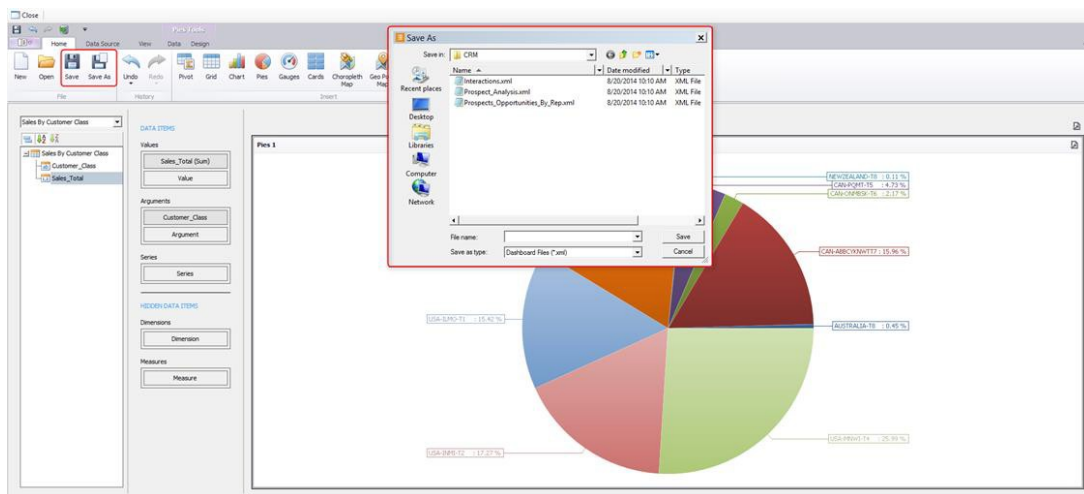 Close
Pies Tools
Home Data Source View Data Design
New Open Save Save As Undo Redo Pivot Grid Chart Pies Gauges Cards Choropleth Map Geo Po Map
File History Insert
Save As
Save in: CRM
Name Date modified Type
Interactions.xml 8/20/2014 10:10 AM XML File
Prospect_Analysis.xml 8/20/2014 10:10 AM XML File
Prospects_Opportunities_By_Rep.xml 8/20/2014 10:10 AM XML File
Recent places
Desktop
Libraries
Computer
Network
File name: Save
Save as type: Dashboard Files (*.xml) Cancel
Sales By Customer Class
Sales By Customer Class
Customer_Class
Sales_Total
DATA ITEMS
Values
Sales_Total (Sum)
Value
Arguments
Customer_Class
Argument
Series
Series
HIDDEN DATA ITEMS
Dimensions
Dimension
Measures
Measure
Pies 1
NEWZEALAND-T8 : 0.11 %
CAN-PQMT-T5 : 4.73 %
CAN-ONMBSK-T6 : 2.17 %
CAN-ABBCYKNWTT7 : 15.96 %
AUSTRALIA-T8 : 0.45 %
USA-ILMO-T1 : 15.42 %
USA-INMI-T2 : 17.27 %
USA-MNWI-T4 : 25.99 %